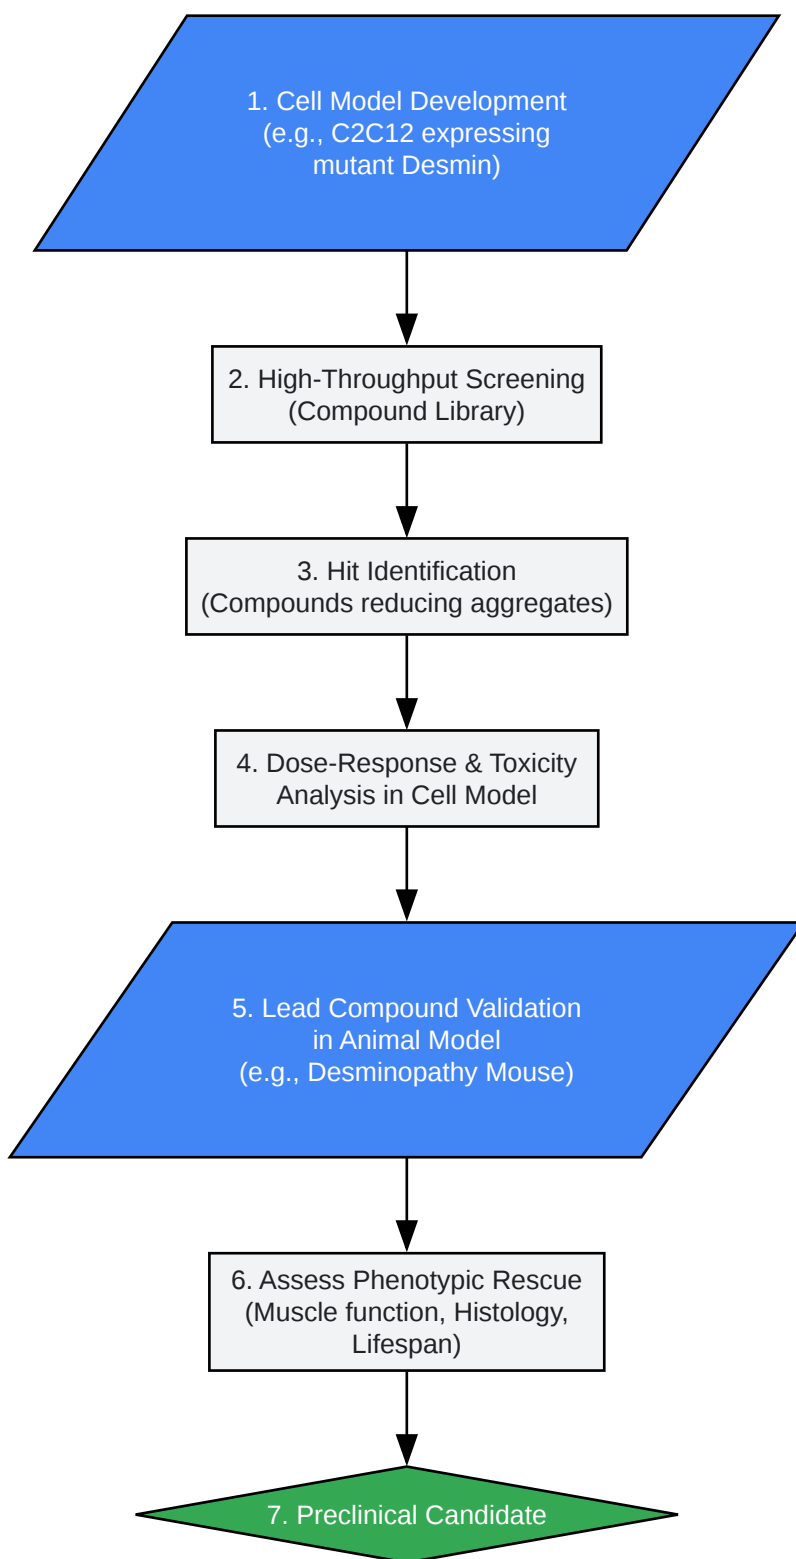 1. Cell Model Development
(e.g., C2C12 expressing
mutant Desmin)
2. High-Throughput Screening
(Compound Library)
3. Hit Identification
(Compounds reducing aggregates)
4. Dose-Response & Toxicity
Analysis in Cell Model
5. Lead Compound Validation
in Animal Model
(e.g., Desminopathy Mouse)
6. Assess Phenotypic Rescue
(Muscle function, Histology,
Lifespan)
7. Preclinical Candidate